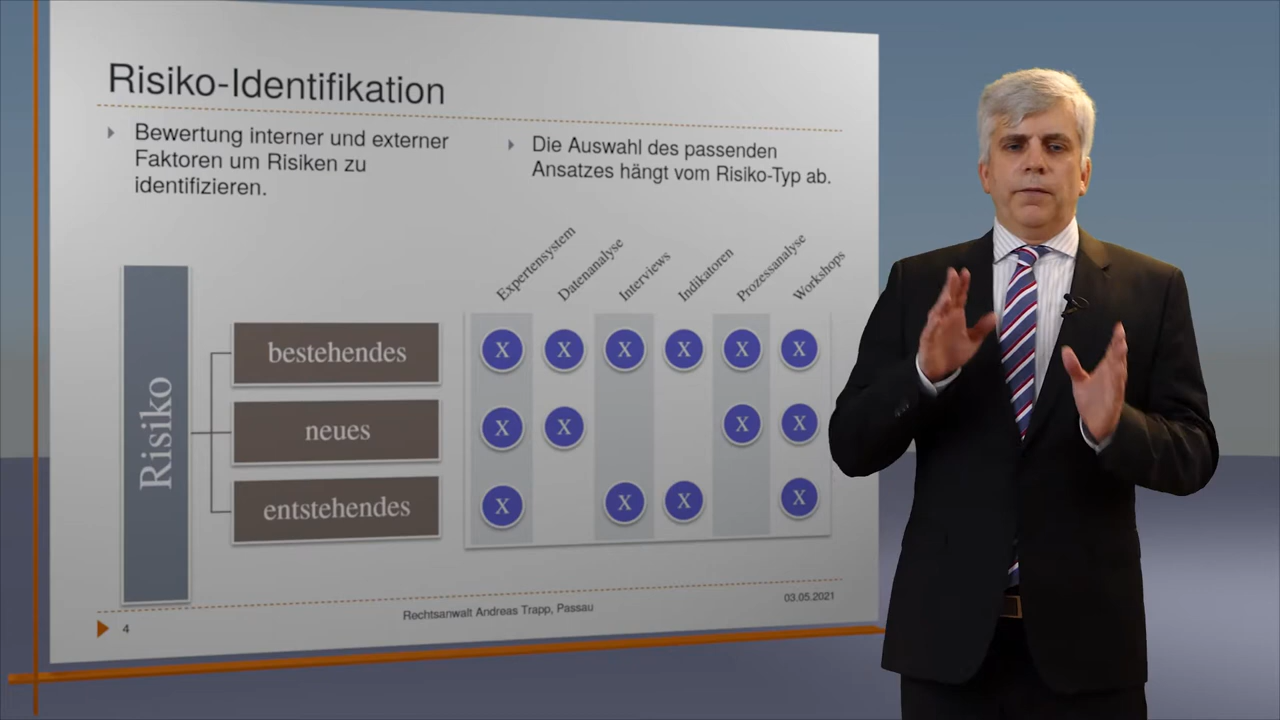 Risiko-Identifikation
Bewertung interner und externer
Faktoren um Risiken zu
identifizieren.
Die Auswahl des passenden
Ansatzes hängt vom Risiko-Typ ab.
Expertensystem
Datenanalyse
Interviews
Indikatoren
Prozessanalyse
Workshops
Risiko
bestehendes
X X X X X X
neues
X X X X
entstehendes
X X X X
4
Rechtsanwalt Andreas Trapp, Passau
03.05.2021